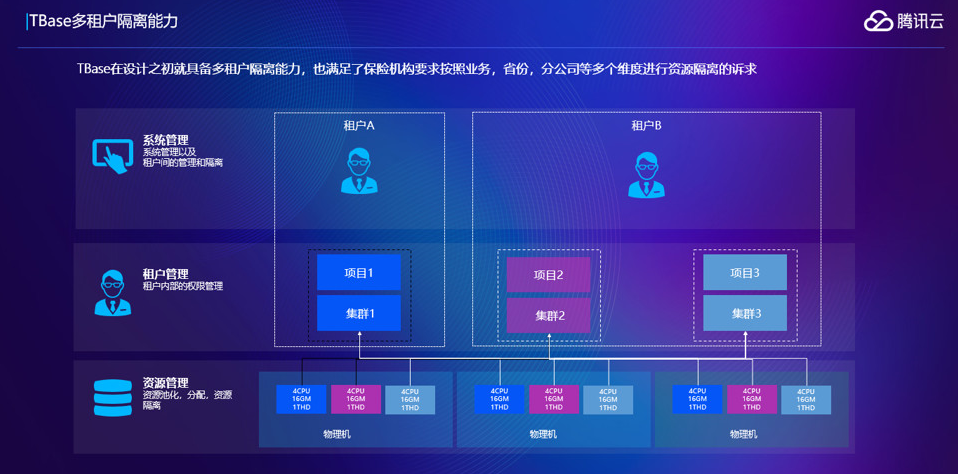 TBase多租户隔离能力
腾讯云
TBase在设计之初就具备多租户隔离能力，也满足了保险机构要求按照业务，省份，分公司等多个维度进行资源隔离的诉求
租户A
租户B
系统管理
系统管理以及
租户间的管理和隔离
租户管理
租户内部的权限管理
项目1
集群1
项目2
集群2
项目3
集群3
资源管理
资源池化，分配，资源
隔离
4CPU
16GM
1THD
4CPU
16GM
1THD
4CPU
16GM
1THD
物理机
4CPU
16GM
1THD
4CPU
16GM
1THD
4CPU
16GM
1THD
物理机
4CPU
16GM
1THD
4CPU
16GM
1THD
4CPU
16GM
1THD
物理机